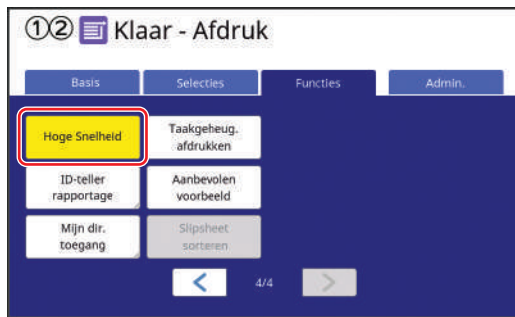 ①② Klaar - Afdruk
Basis Selecties Functies Admin.
Hoge Snelheid
Taakgeheug.
afdrukken
ID-teller
rapportage
Aanbevolen
voorbeeld
Mijn dir.
toegang
Slipsheet
sorteren
4/4